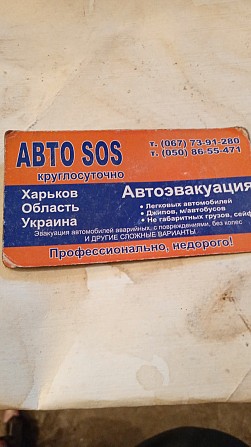 АВТО SOS
круглосуточно
т. (067) 73-91-280
т. (050) 86-55-471
Харьков
Область
Украина
Автоэвакуация
• Легковых автомобилей
• Джипов, м/автобусов
• Не габаритных грузов, сейф
Эвакуация автомобилей аварийных, с повреждениями, без колес
И ДРУГИЕ СЛОЖНЫЕ ВАРИАНТЫ.
Профессионально, недорого!